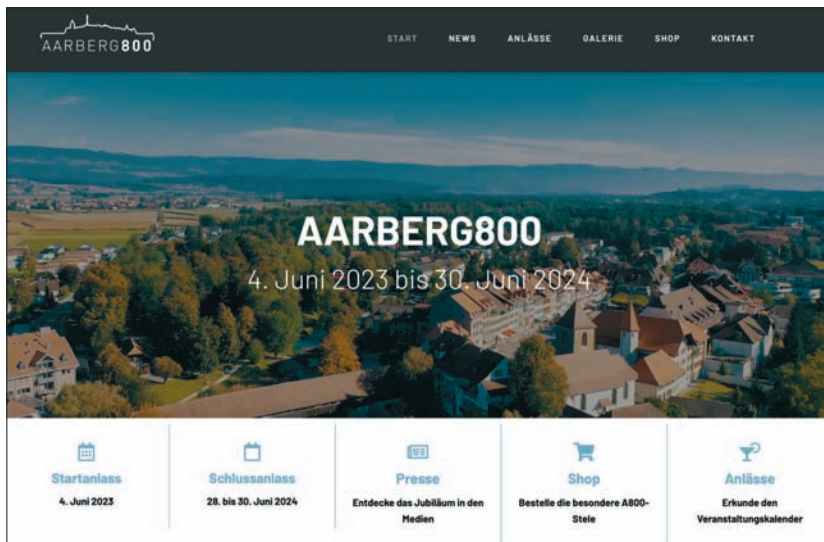 AARBERG800
START NEWS ANLÄSSE GALERIE SHOP KONTAKT
AARBERG800
4. Juni 2023 bis 30. Juni 2024
Startanlass
4. Juni 2023
Schlussanlass
28. bis 30. Juni 2024
Presse
Entdecke das Jubiläum in den
Medien
Shop
Bestelle die besondere A800-
Stele
Anlässe
Erkunde den
Veranstaltungskalender